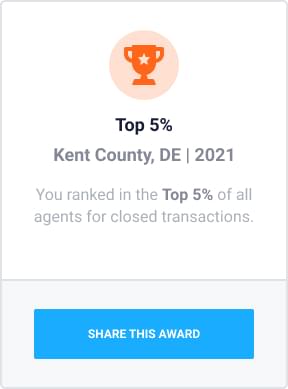 Top 5%
Kent County, DE | 2021
You ranked in the Top 5% of all
agents for closed transactions.
SHARE THIS AWARD